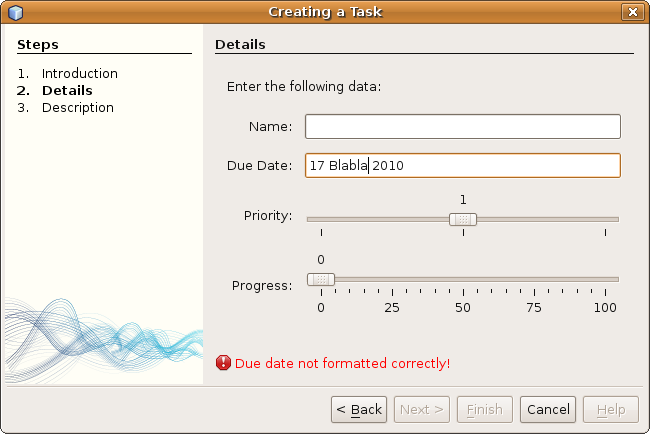 Creating a Task
Steps
1. Introduction
2. Details
3. Description
Details
Enter the following data:
Name:
Due Date: 17 Blabla 2010
1
Priority:
0
Progress:
0 25 50 75 100
Due date not formatted correctly!
< Back Next > Finish Cancel Help